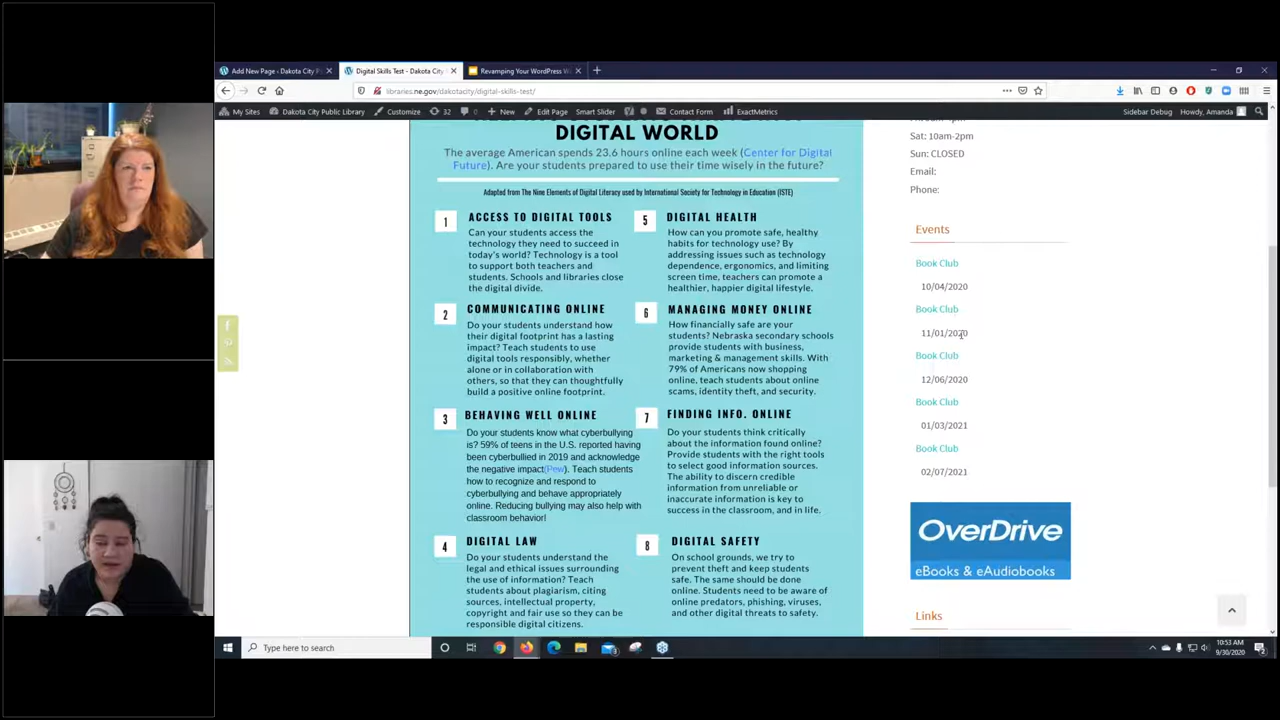 Add New Page ‹ Dakota City P
Digital Skills Test - Dakota City
Revamping Your WordPress W
libraries.ne.gov/dakotacity/digital-skills-test/
My Sites
Dakota City Public Library
Customize
32
0
New
Edit Page
Smart Slider
Contact Form
ExactMetrics
Sidebar Debug
Howdy, Amanda
DIGITAL WORLD
The average American spends 23.6 hours online each week (Center for Digital
Future). Are your students prepared to use their time wisely in the future?
Adapted from The Nine Elements of Digital Literacy used by International Society for Technology in Education (ISTE)
1
ACCESS TO DIGITAL TOOLS
Can your students access the
technology they need to succeed in
today's world? Technology is a tool
to support both teachers and
students. Schools and libraries close
the digital divide.
2
COMMUNICATING ONLINE
Do your students understand how
their digital footprint has a lasting
impact? Teach students to use
digital tools responsibly, whether
alone or in collaboration with
others, so that they can thoughtfully
build a positive online footprint.
3
BEHAVING WELL ONLINE
Do your students know what cyberbullying
is? 59% of teens in the U.S. reported having
been cyberbullied in 2019 and acknowledge
the negative impact(Pew). Teach students
how to recognize and respond to
cyberbullying and behave appropriately
online. Reducing bullying may also help with
classroom behavior!
4
DIGITAL LAW
Do your students understand the
legal and ethical issues surrounding
the use of information? Teach
students about plagiarism, citing
sources, intellectual property,
copyright and fair use so they can be
responsible digital citizens.
5
DIGITAL HEALTH
How can you promote safe, healthy
habits for technology use? By
addressing issues such as technology
dependence, ergonomics, and limiting
screen time, teachers can promote a
healthier, happier digital lifestyle.
6
MANAGING MONEY ONLINE
How financially safe are your
students? Nebraska secondary schools
provide students with business,
marketing & management skills. With
79% of Americans now shopping
online, teach students about online
scams, identity theft, and security.
7
FINDING INFO. ONLINE
Do your students think critically
about the information found online?
Provide students with the right tools
to select good information sources.
The ability to discern credible
information from unreliable or
inaccurate information is key to
success in the classroom, and in life.
8
DIGITAL SAFETY
On school grounds, we try to
prevent theft and keep students
safe. The same should be done
online. Students need to be aware of
online predators, phishing, viruses,
and other digital threats to safety.
Sat: 10am-2pm
Sun: CLOSED
Email:
Phone:
Events
Book Club
10/04/2020
Book Club
11/01/2020
Book Club
12/06/2020
Book Club
01/03/2021
Book Club
02/07/2021
OverDrive
eBooks & eAudiobooks
Links
Type here to search
10:53 AM
9/30/2020